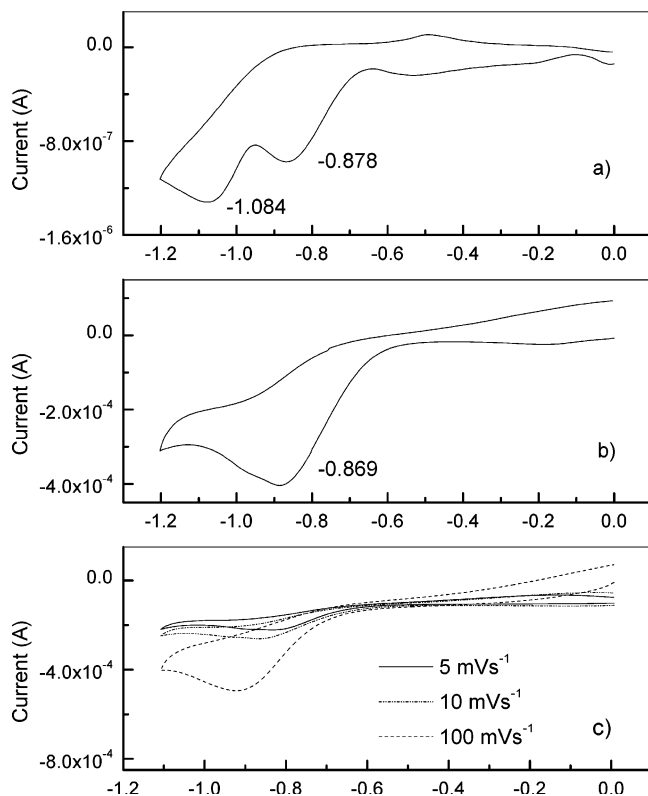 0.0
-8.0x10⁻⁷
-1.6x10⁻⁶
Current (A)
-0.878
-1.084
a)
-1.2 -1.0 -0.8 -0.6 -0.4 -0.2 0.0
0.0
-2.0x10⁻⁴
-4.0x10⁻⁴
Current (A)
-0.869
b)
-1.2 -1.0 -0.8 -0.6 -0.4 -0.2 0.0
0.0
-4.0x10⁻⁴
-8.0x10⁻⁴
Current (A)
5 mVs⁻¹
10 mVs⁻¹
100 mVs⁻¹
c)
-1.2 -1.0 -0.8 -0.6 -0.4 -0.2 0.0